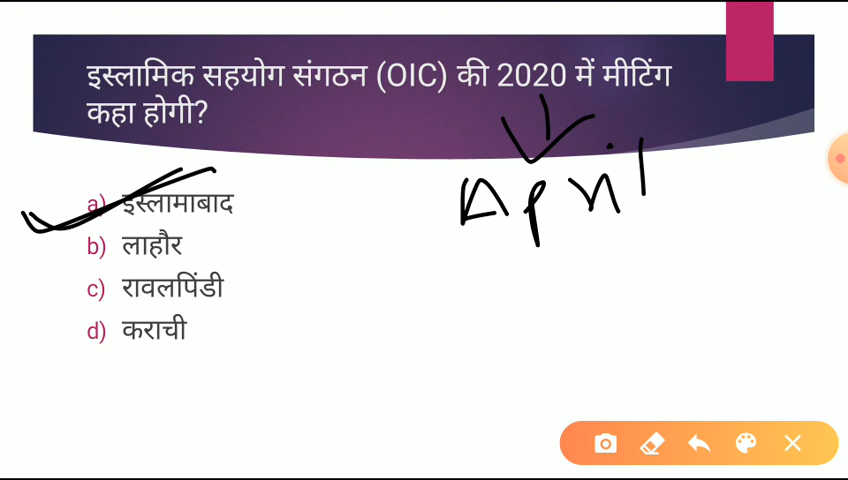 इस्लामिक सहयोग संगठन (OIC) की 2020 में मीटिंग
कहा होगी?
April
a) इस्लामाबाद
b) लाहौर
c) रावलपिंडी
d) कराची